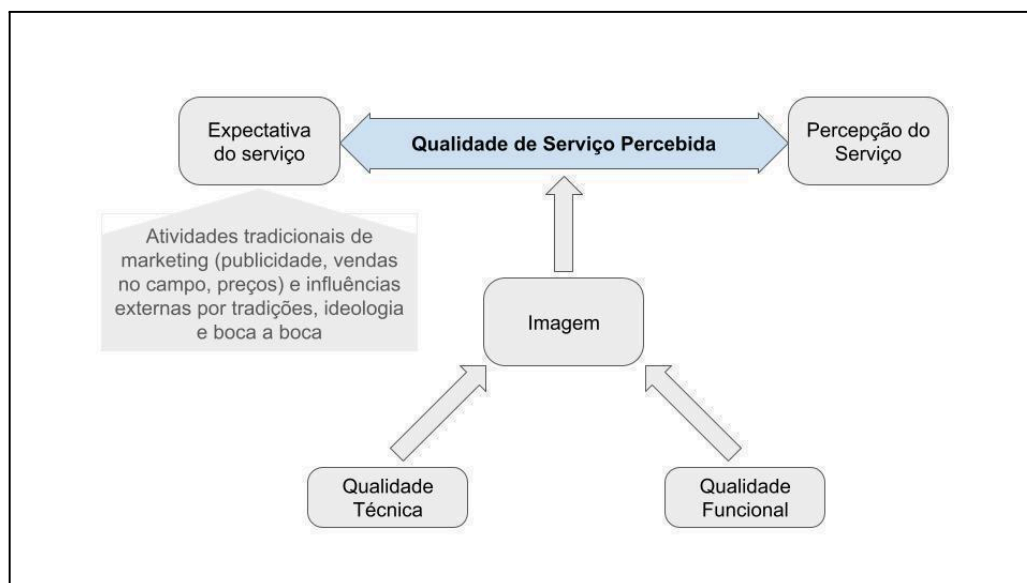 Expectativa
do serviço
Qualidade de Serviço Percebida
Percepção do
Serviço
Atividades tradicionais de
marketing (publicidade, vendas
no campo, preços) e influências
externas por tradições, ideologia
e boca a boca
Imagem
Qualidade
Técnica
Qualidade
Funcional